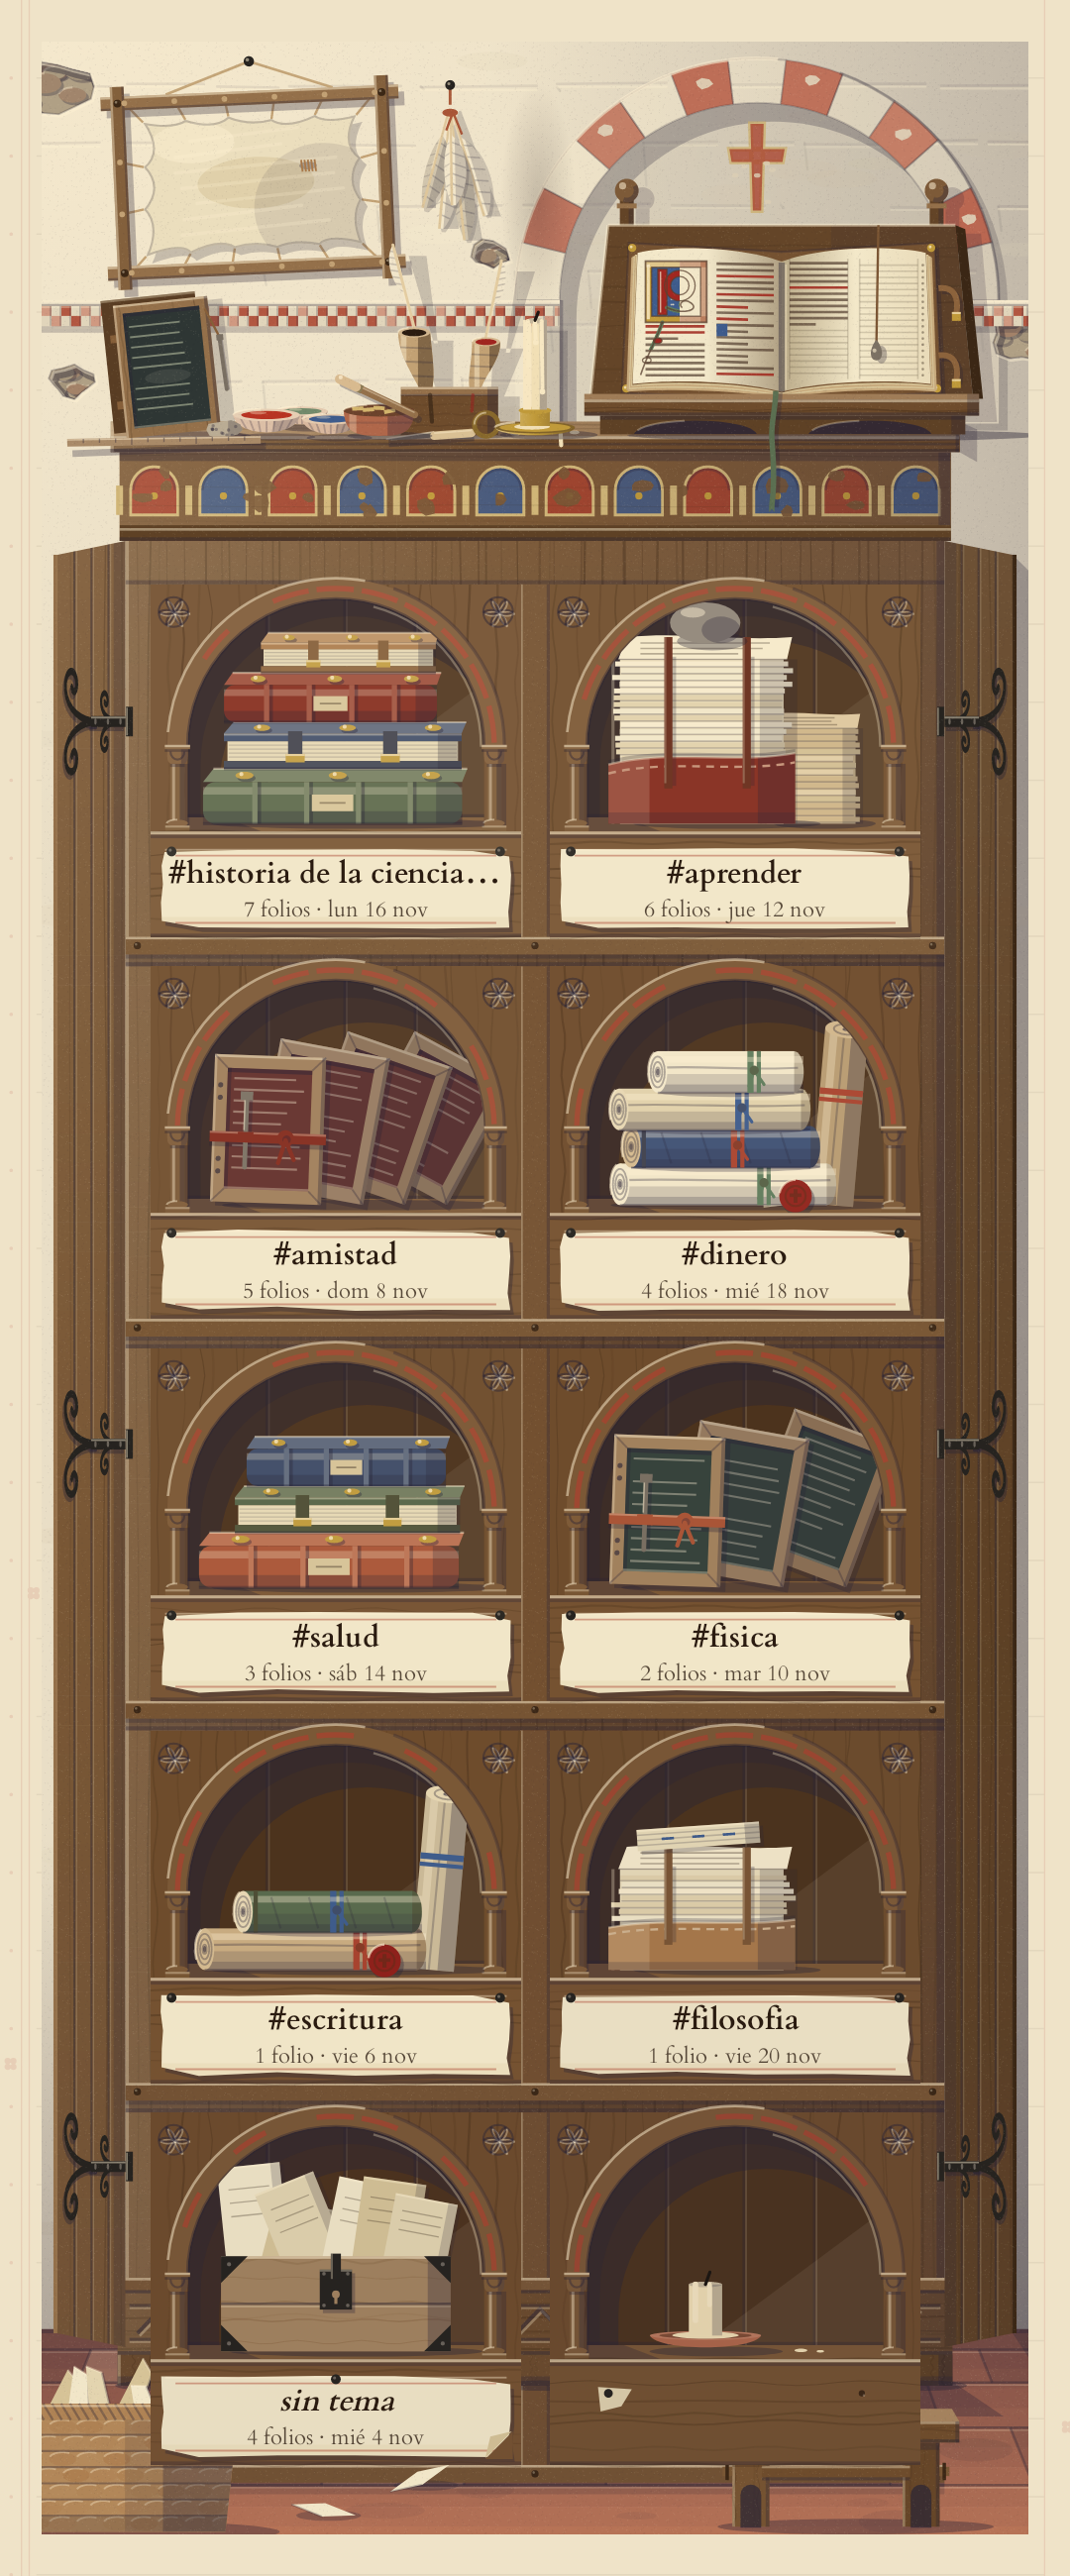 #historia de la ciencia…
7 folios · lun 16 nov
#aprender
6 folios · jue 12 nov
#amistad
5 folios · dom 8 nov
#dinero
4 folios · mié 18 nov
#salud
3 folios · sáb 14 nov
#fisica
2 folios · mar 10 nov
#escritura
1 folio · vie 6 nov
#filosofia
1 folio · vie 20 nov
sin tema
4 folios · mié 4 nov